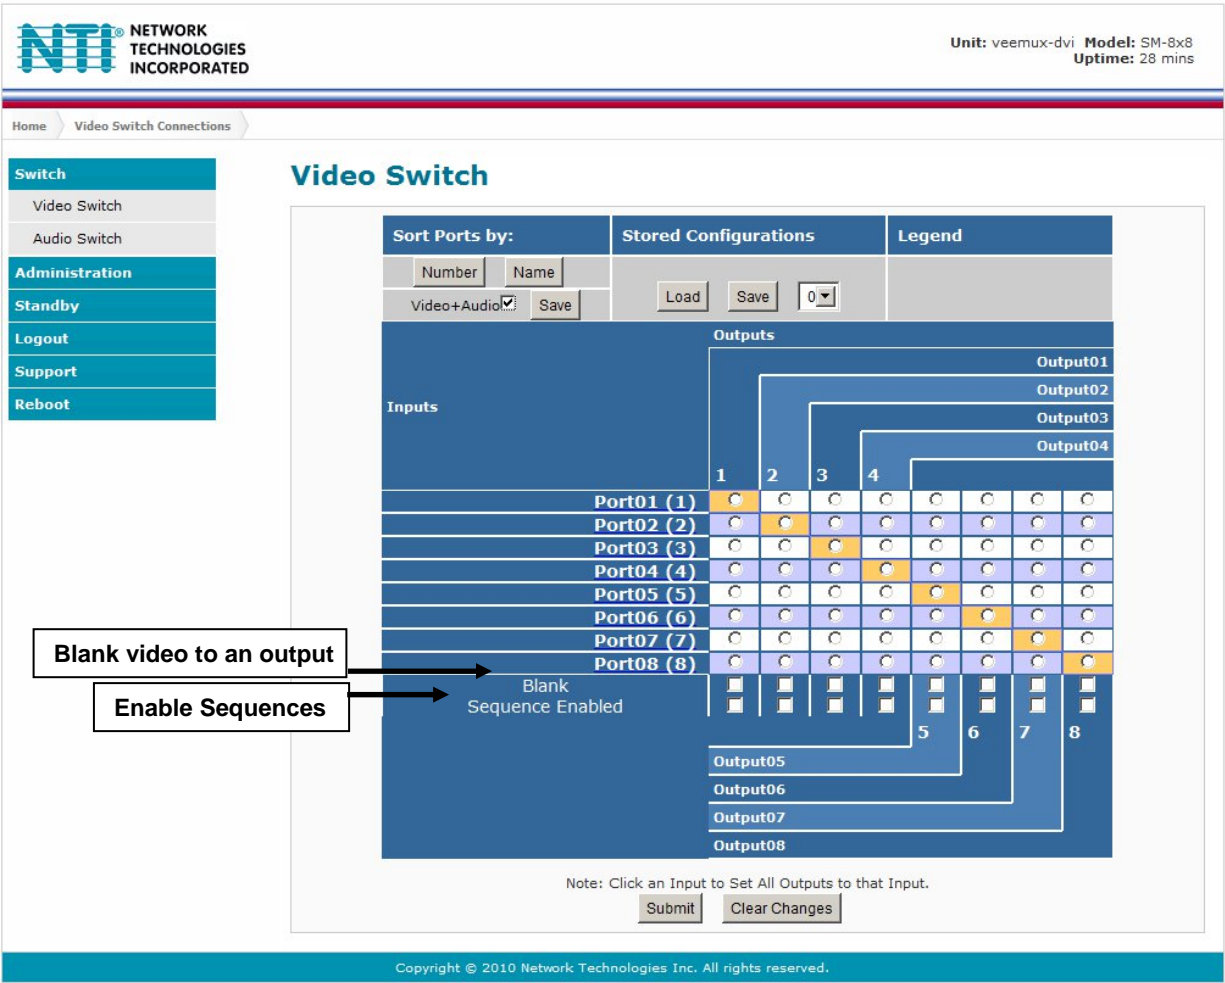 NTI® NETWORK
TECHNOLOGIES
INCORPORATED
Unit: veemux-dvi Model: SM-8x8
Uptime: 28 mins
Home Video Switch Connections
Switch
Video Switch
Audio Switch
Administration
Standby
Logout
Support
Reboot
Video Switch
Sort Ports by: Stored Configurations Legend
Number Name
Video+Audio Save
Load Save 0
Outputs
Output01
Output02
Inputs
Output03
Output04
1 2 3 4
Port01 (1)
Port02 (2)
Port03 (3)
Port04 (4)
Port05 (5)
Port06 (6)
Port07 (7)
Port08 (8)
Blank video to an output
Blank
Enable Sequences
Sequence Enabled
5 6 7 8
Output05
Output06
Output07
Output08
Note: Click an Input to Set All Outputs to that Input.
Submit Clear Changes
Copyright © 2010 Network Technologies Inc. All rights reserved.